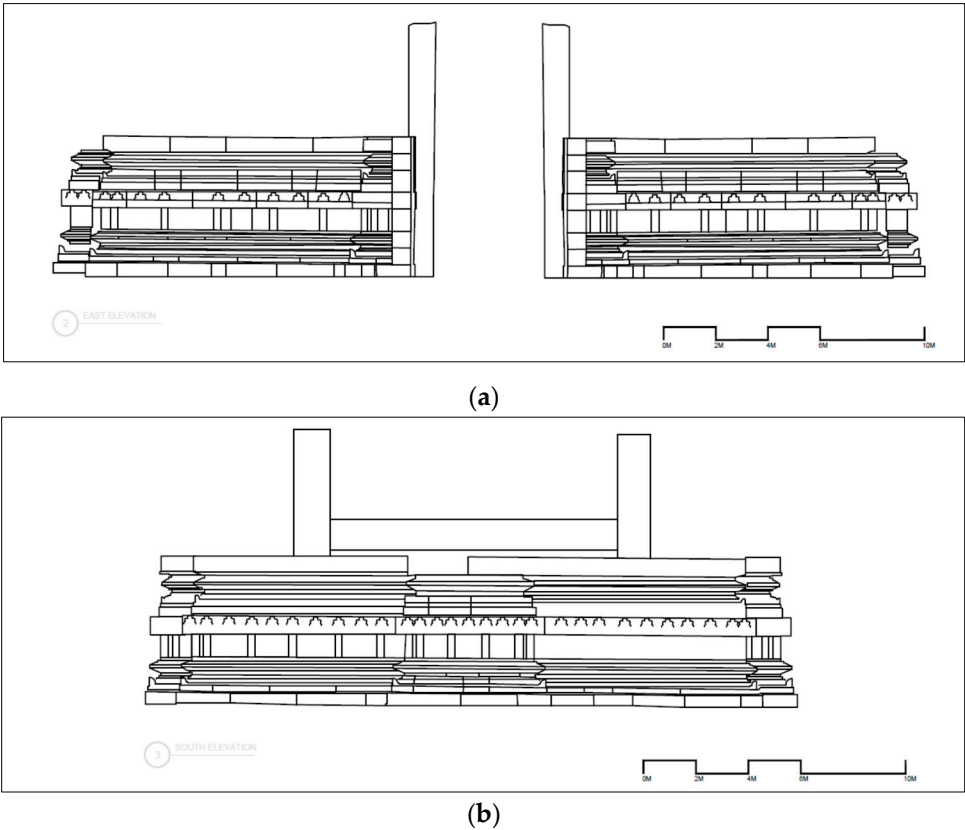 2 EAST ELEVATION
0M 2M 4M 6M 10M
(a)
3 SOUTH ELEVATION
0M 2M 4M 6M 10M
(b)